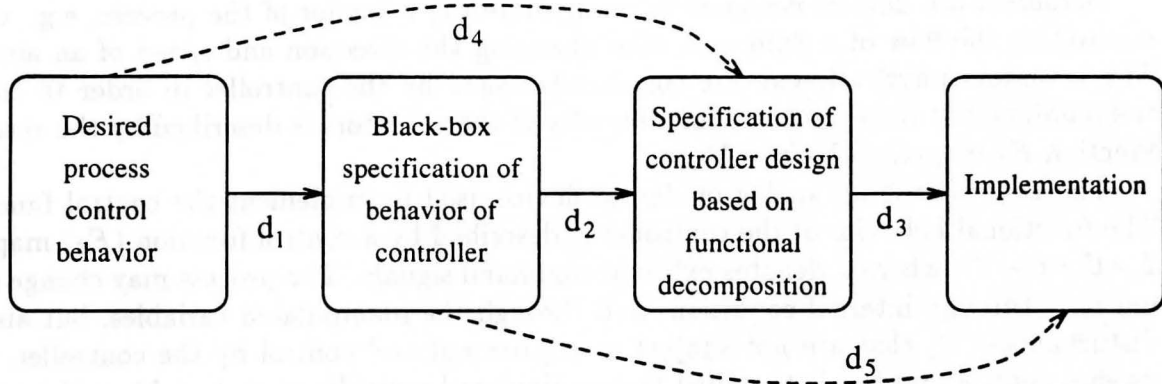 d4
Desired
process
control
behavior
d1
Black-box
specification of
behavior of
controller
d2
Specification of
controller design
based on
functional
decomposition
d3
Implementation
d5